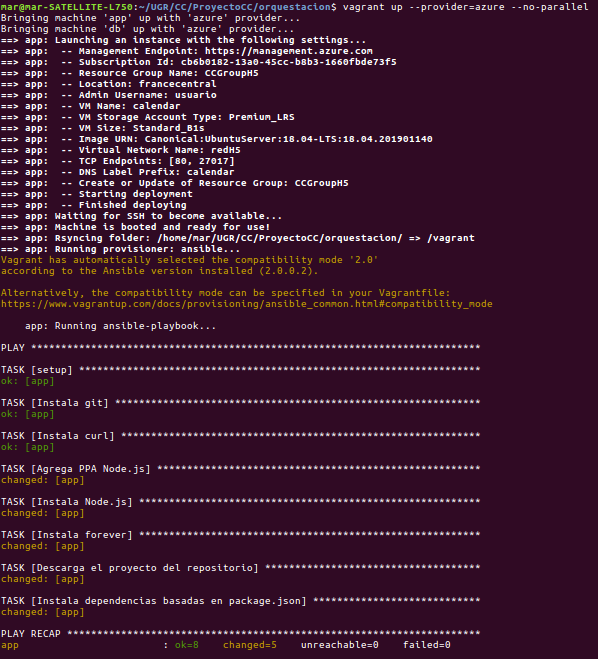 mar@mar-SATELLITE-L750:~/UGR/CC/ProyectoCC/orquestacion$ vagrant up --provider=azure --no-parallel
Bringing machine 'app' up with 'azure' provider...
Bringing machine 'db' up with 'azure' provider...
==> app: Launching an instance with the following settings...
==> app:  -- Management Endpoint: https://management.azure.com
==> app:  -- Subscription Id: cb6b0182-13a0-45cc-b8b3-1660fbde73f5
==> app:  -- Resource Group Name: CCGroupH5
==> app:  -- Location: francecentral
==> app:  -- Admin Username: usuario
==> app:  -- VM Name: calendar
==> app:  -- VM Storage Account Type: Premium_LRS
==> app:  -- VM Size: Standard_B1s
==> app:  -- Image URN: Canonical:UbuntuServer:18.04-LTS:18.04.201901140
==> app:  -- Virtual Network Name: redH5
==> app:  -- TCP Endpoints: [80, 27017]
==> app:  -- DNS Label Prefix: calendar
==> app:  -- Create or Update of Resource Group: CCGroupH5
==> app:  -- Starting deployment
==> app:  -- Finished deploying
==> app: Waiting for SSH to become available...
==> app: Machine is booted and ready for use!
==> app: Rsyncing folder: /home/mar/UGR/CC/ProyectoCC/orquestacion/ => /vagrant
==> app: Running provisioner: ansible...
Vagrant has automatically selected the compatibility mode '2.0'
according to the Ansible version installed (2.0.0.2).

Alternatively, the compatibility mode can be specified in your Vagrantfile:
https://www.vagrantup.com/docs/provisioning/ansible_common.html#compatibility_mode

    app: Running ansible-playbook...

PLAY ***************************************************************************

TASK [setup] *******************************************************************
ok: [app]

TASK [Instala git] *************************************************************
ok: [app]

TASK [Instala curl] ************************************************************
ok: [app]

TASK [Agrega PPA Node.js] ******************************************************
changed: [app]

TASK [Instala Node.js] *********************************************************
changed: [app]

TASK [Instala forever] *********************************************************
changed: [app]

TASK [Descarga el proyecto del repositorio] ************************************
changed: [app]

TASK [Instala dependencias basadas en package.json] ****************************
changed: [app]

PLAY RECAP *********************************************************************
app                        : ok=8    changed=5    unreachable=0    failed=0